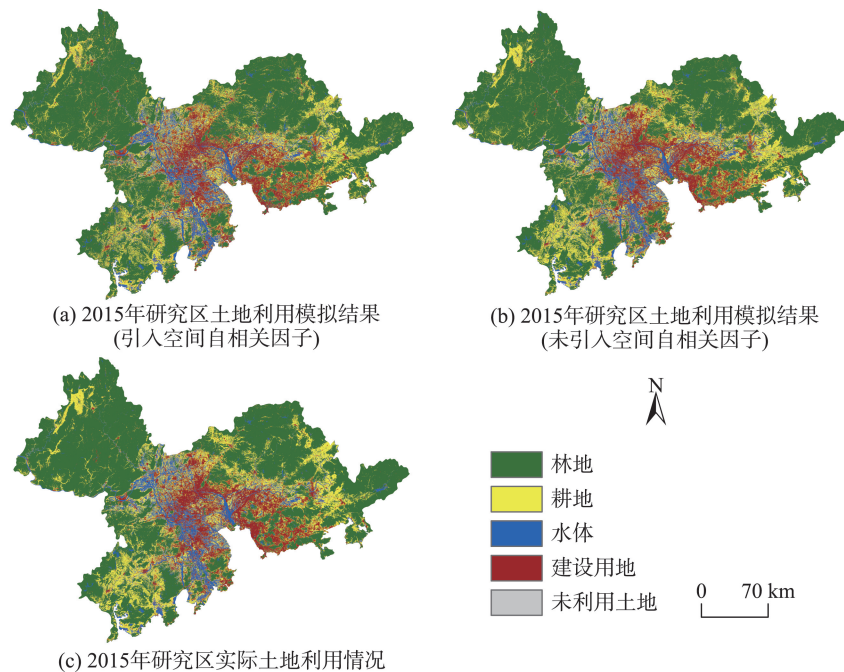 (a) 2015年研究区土地利用模拟结果
(引入空间自相关因子)
(b) 2015年研究区土地利用模拟结果
(未引入空间自相关因子)
N
林地
耕地
水体
建设用地
未利用土地
0 70 km
(c) 2015年研究区实际土地利用情况